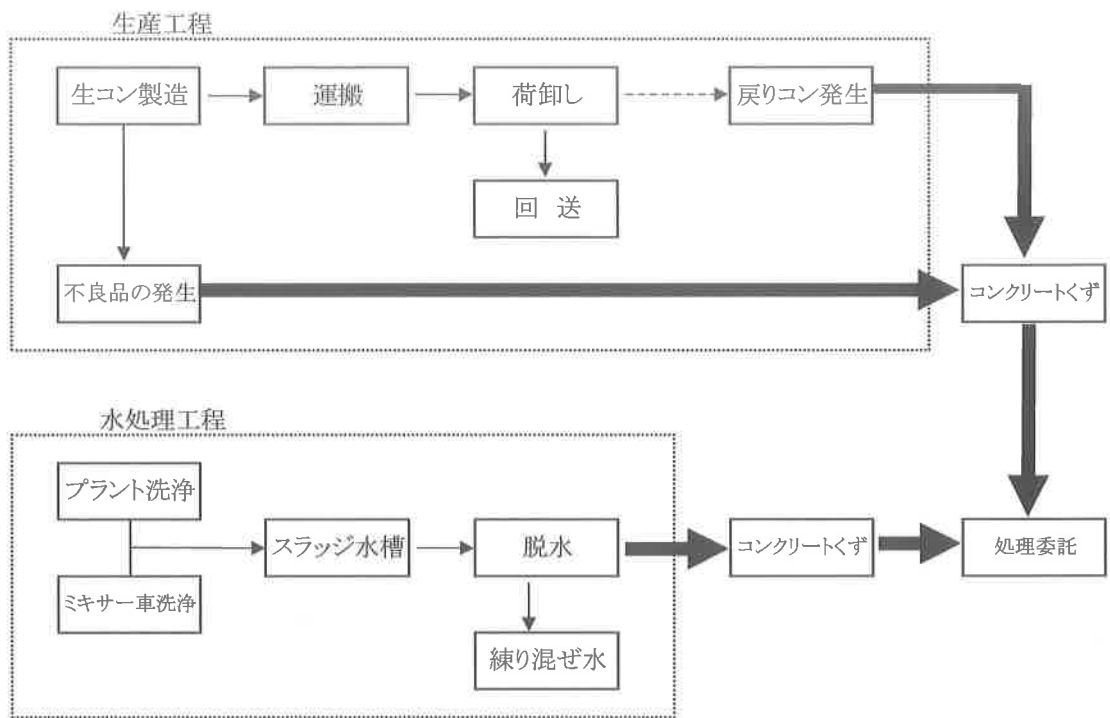 生産工程
生コン製造
運搬
荷卸し
戻りコン発生
回 送
不良品の発生
コンクリートくず
水処理工程
プラント洗浄
スラッジ水槽
脱水
コンクリートくず
処理委託
ミキサー車洗浄
練り混ぜ水